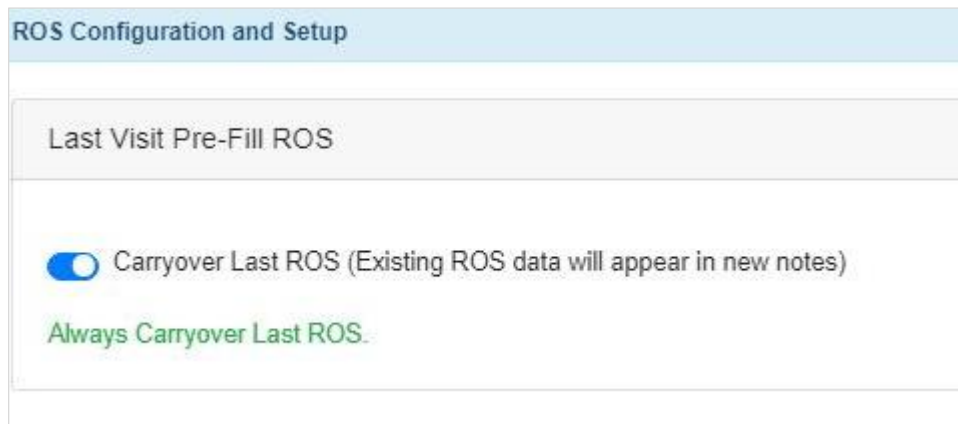 ROS Configuration and Setup
Last Visit Pre-Fill ROS
Carryover Last ROS (Existing ROS data will appear in new notes)
Always Carryover Last ROS.